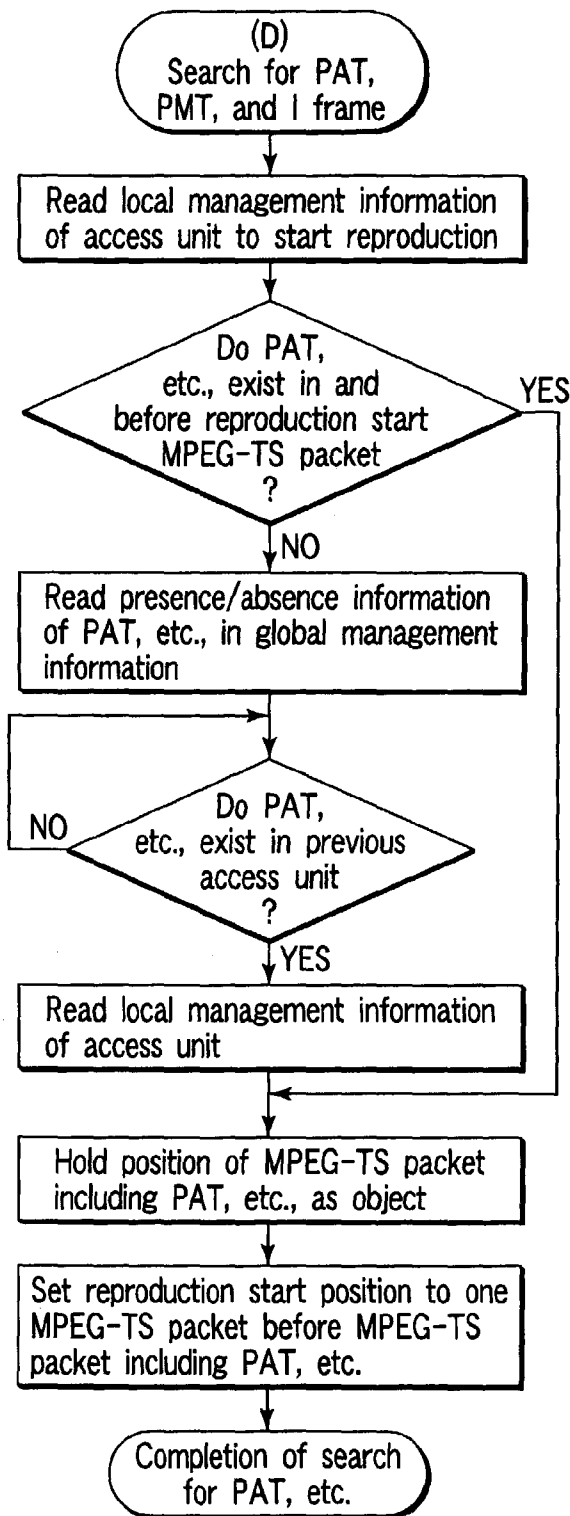 (D)
Search for PAT,
PMT, and I frame
Read local management information
of access unit to start reproduction
Do PAT,
etc., exist in and
before reproduction start
MPEG-TS packet
?
YES
NO
Read presence/absence information
of PAT, etc., in global management
information
Do PAT,
etc., exist in previous
access unit
?
NO
YES
Read local management information
of access unit
Hold position of MPEG-TS packet
including PAT, etc., as object
Set reproduction start position to one
MPEG-TS packet before MPEG-TS
packet including PAT, etc.
Completion of search
for PAT, etc.